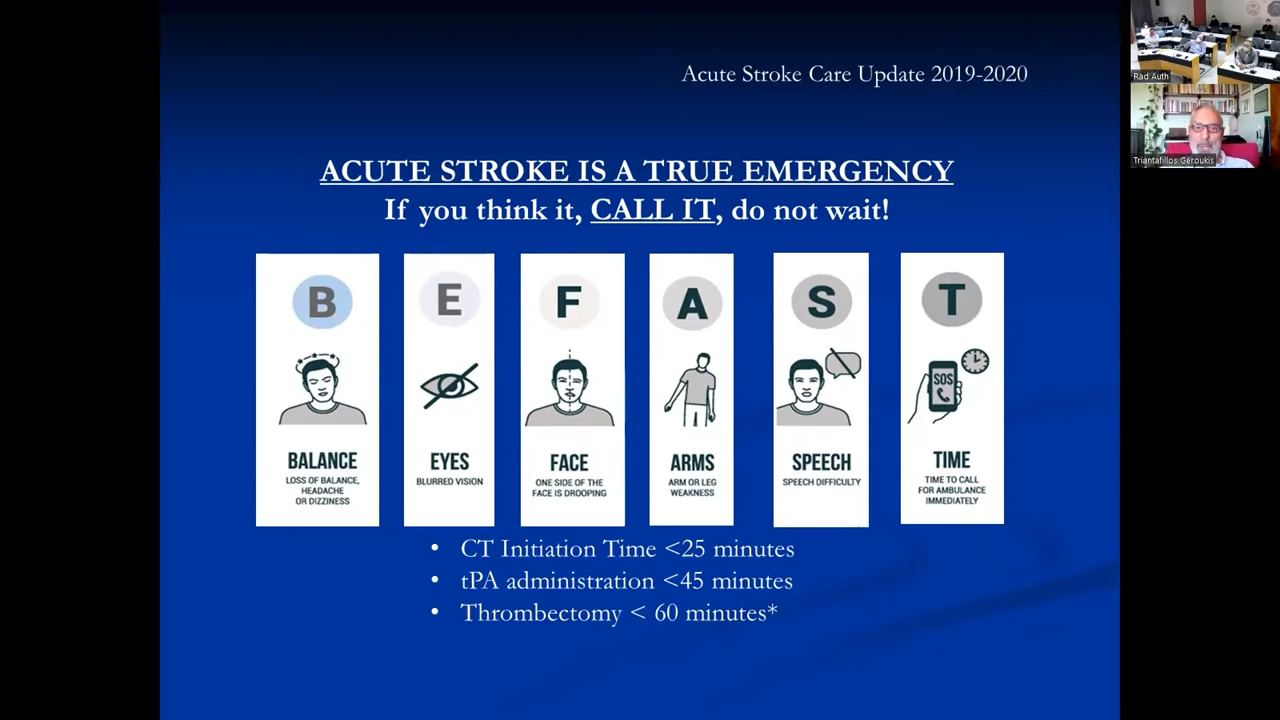 Acute Stroke Care Update 2019-2020
ACUTE STROKE IS A TRUE EMERGENCY
If you think it, CALL IT, do not wait!
B
BALANCE
LOSS OF BALANCE,
HEADACHE
OR DIZZINESS
E
EYES
BLURRED VISION
F
FACE
ONE SIDE OF THE
FACE IS DROOPING
A
ARMS
ARM OR LEG
WEAKNESS
S
SPEECH
SPEECH DIFFICULTY
T
SOS
TIME
TIME TO CALL
FOR AMBULANCE
IMMEDIATELY
• CT Initiation Time <25 minutes
• tPA administration <45 minutes
• Thrombectomy < 60 minutes*
Rad Auth
Triantafillos Geroukis